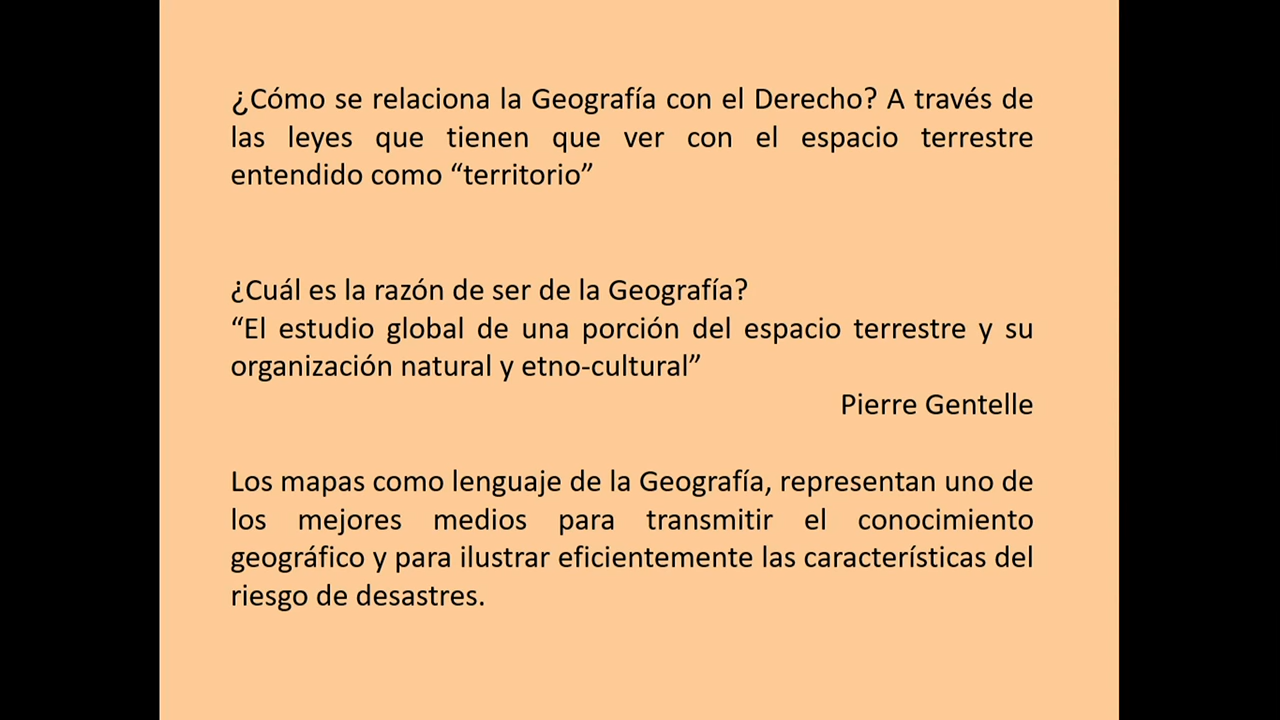 ¿Cómo se relaciona la Geografía con el Derecho? A través de
las leyes que tienen que ver con el espacio terrestre
entendido como “territorio”
¿Cuál es la razón de ser de la Geografía?
“El estudio global de una porción del espacio terrestre y su
organización natural y etno-cultural”
Pierre Gentelle
Los mapas como lenguaje de la Geografía, representan uno de
los mejores medios para transmitir el conocimiento
geográfico y para ilustrar eficientemente las características del
riesgo de desastres.